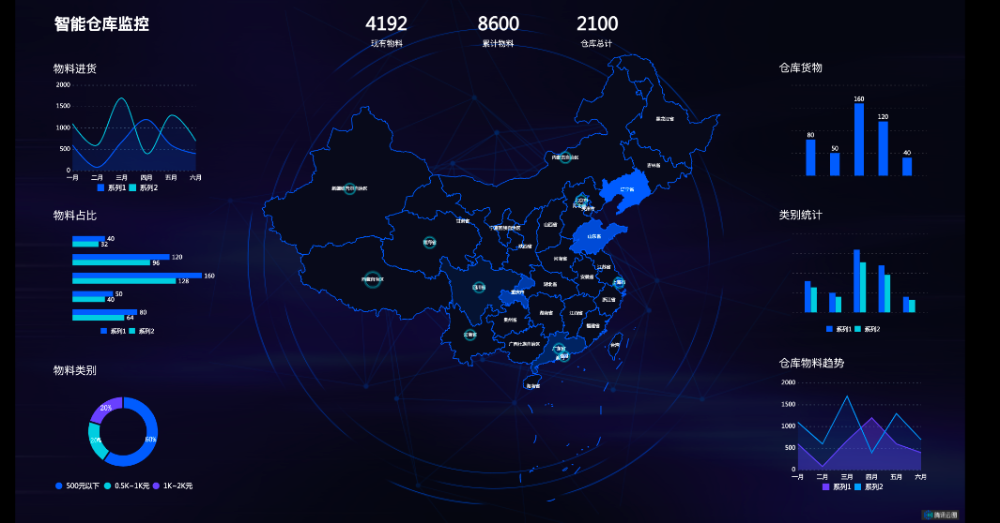 智能仓库监控
4192
现有物料
8600
累计物料
2100
仓库总计
物料进货
2000
1500
1000
500
0
一月 二月 三月 四月 五月 六月
系列1 系列2
物料占比
40
32
120
96
160
128
50
40
80
64
系列1 系列2
物料类别
20%
20%
60%
500元以下 0.5K~1K元 1K~2K元
黑龙江省
内蒙古自治区
吉林省
新疆维吾尔自治区
辽宁省
北京市
河北省
天津市
甘肃省
宁夏回族自治区
山西省
山东省
青海省
陕西省
河南省
江苏省
西藏自治区
四川省
重庆市
湖北省
安徽省
上海市
浙江省
贵州省
湖南省
江西省
福建省
云南省
广西壮族自治区
广东省
台湾
海南省
仓库货物
80
50
160
120
40
类别统计
系列1 系列2
仓库物料趋势
2000
1500
1000
500
0
一月 二月 三月 四月 五月 六月
系列1 系列2
腾讯云图